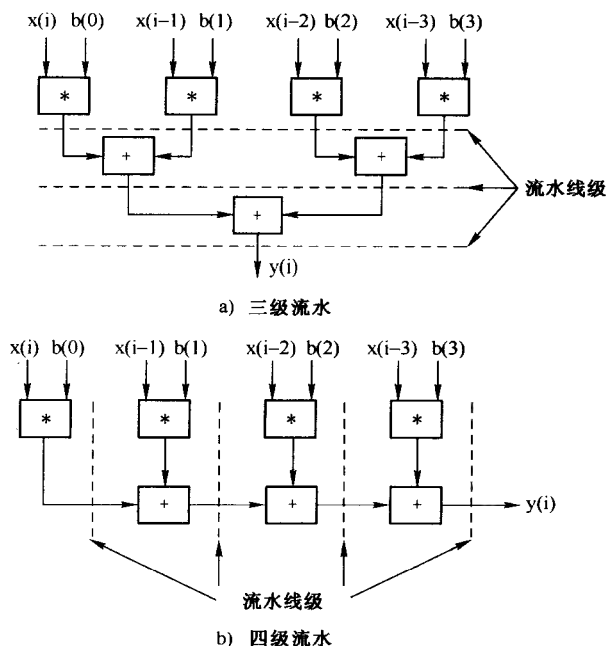 x(i) b(0) x(i-1) b(1) x(i-2) b(2) x(i-3) b(3)
* * * *
+ +
流水线级
+
y(i)
a) 三级流水
x(i) b(0) x(i-1) b(1) x(i-2) b(2) x(i-3) b(3)
* * * *
+ + + y(i)
流水线级
b) 四级流水